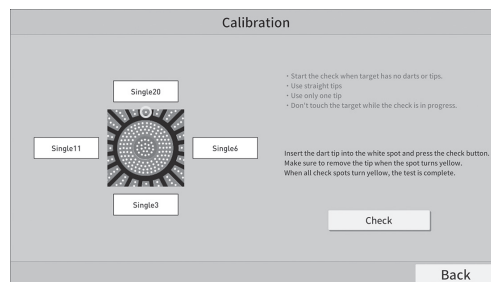 Calibration
Single20
Single11
Single6
Single3
・Start the check when target has no darts or tips.
・Use straight tips
・Use only one tip
・Don't touch the target while the check is in progress.
Insert the dart tip into the white spot and press the check button.
Make sure to remove the tip when the spot turns yellow.
When all check spots turn yellow, the test is complete.
Check
Back